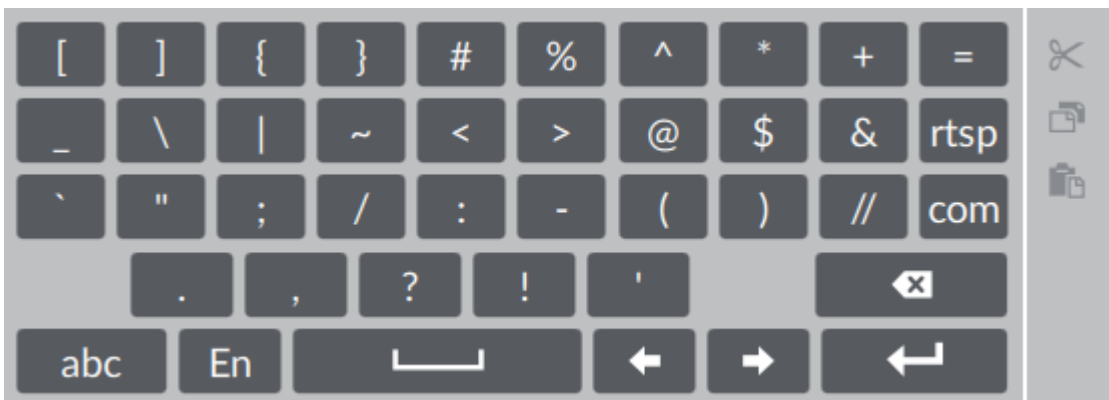 [ ] { } # % ^ * + =
_ \ | ~ < > @ $ & rtsp
` " ; / : - ( ) // com
. , ? ! '
abc En